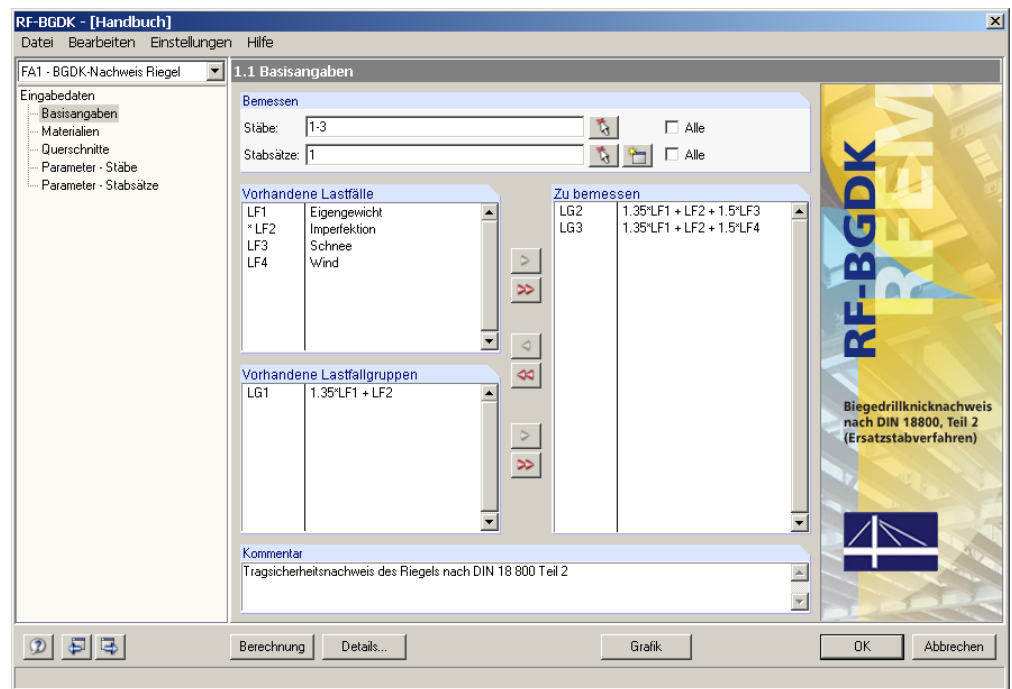 RF-BGDK - [Handbuch]
Datei Bearbeiten Einstellungen Hilfe
FA1 - BGDK-Nachweis Riegel
1.1 Basisangaben
Eingabedaten
Basisangaben
Materialien
Querschnitte
Parameter - Stäbe
Parameter - Stabsätze
Bemessen
Stäbe: 1-3 Alle
Stabsätze: 1 Alle
Vorhandene Lastfälle
LF1 Eigengewicht
* LF2 Imperfektion
LF3 Schnee
LF4 Wind
Zu bemessen
LG2 1.35*LF1 + LF2 + 1.5*LF3
LG3 1.35*LF1 + LF2 + 1.5*LF4
Vorhandene Lastfallgruppen
LG1 1.35*LF1 + LF2
Kommentar
Tragsicherheitsnachweis des Riegels nach DIN 18 800 Teil 2
RF-BGDK
RFEM
Biegedrillknicknachweis
nach DIN 18800, Teil 2
(Ersatzstabverfahren)
Berechnung Details... Grafik OK Abbrechen